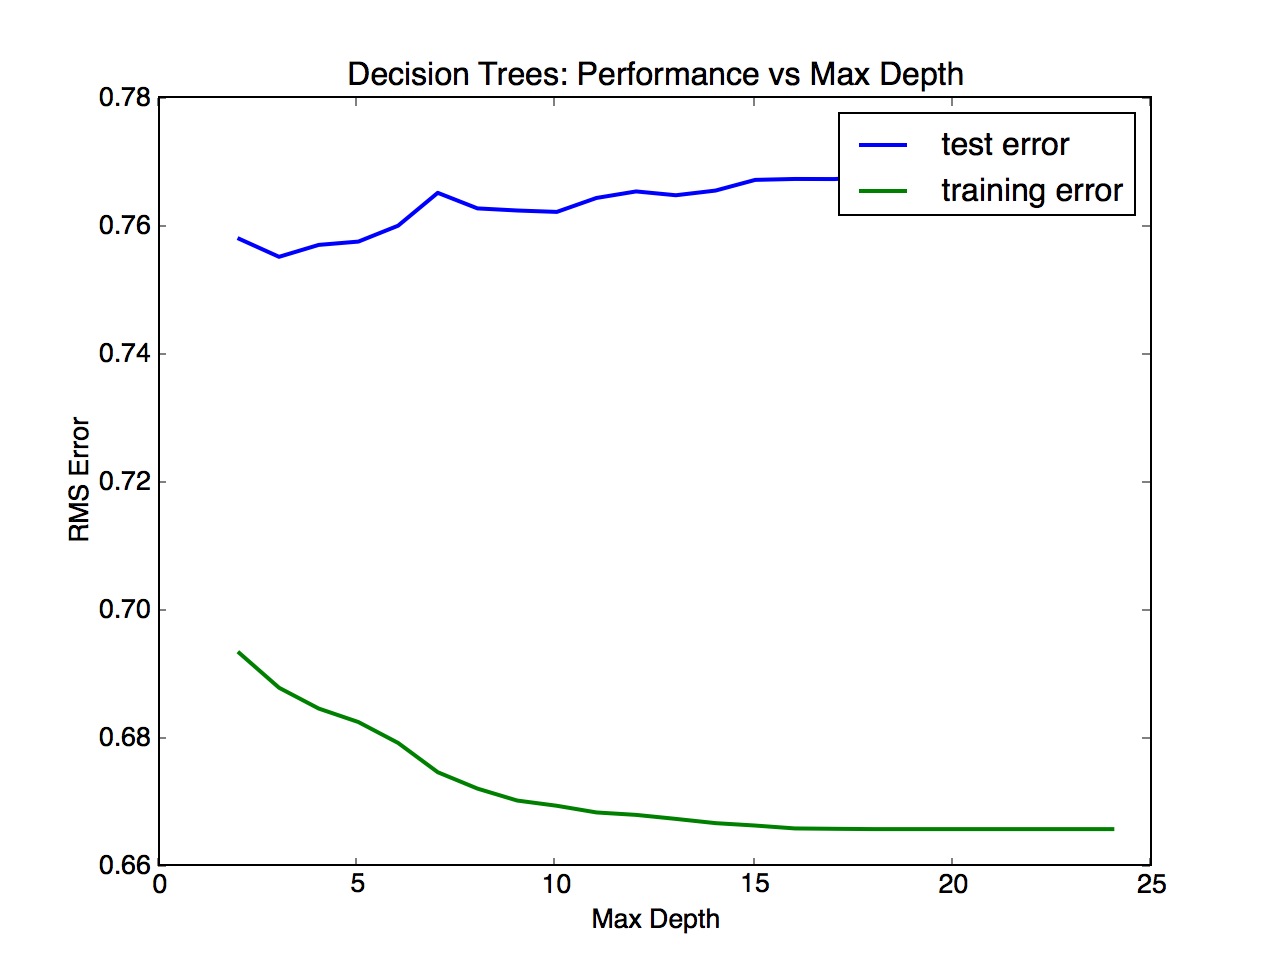 Decision Trees: Performance vs Max Depth
0.78
test error
training error
0.76
0.74
0.72
RMS Error
0.70
0.68
0.66
0 5 10 15 20 25
Max Depth